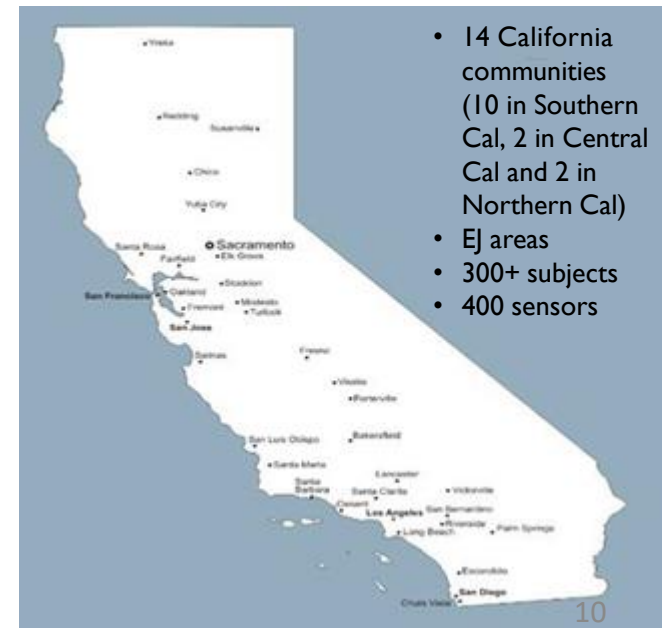 • 14 California
communities
(10 in Southern
Cal, 2 in Central
Cal and 2 in
Northern Cal)
• EJ areas
• 300+ subjects
• 400 sensors
Yreka
Redding
Susanville
Chico
Yuba City
Sacramento
Santa Rosa
Elk Grove
Fairfield
Stockton
San Francisco
Oakland
Modesto
Fremont
Turlock
San Jose
Salinas
Fresno
Visalia
Porterville
Bakersfield
San Luis Obispo
Santa Maria
Lancaster
Santa
Barbara
Santa Clarita
Victorville
Oxnard
Los Angeles
San Bernardino
Riverside
Long Beach
Palm Springs
Escondido
San Diego
Chula Vista
10